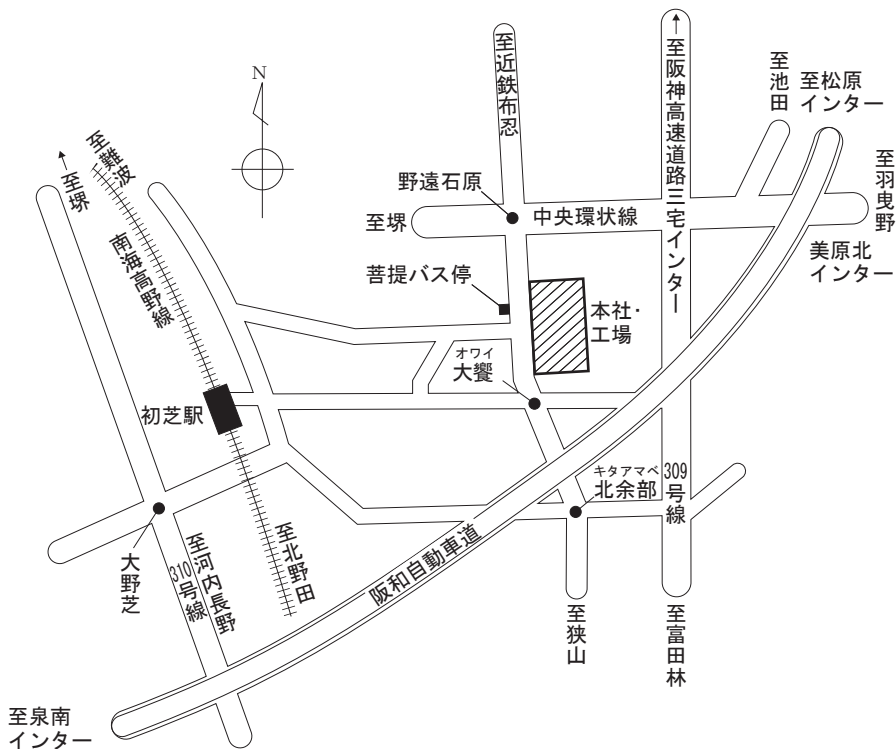 N
至近鉄布忍
↑至阪神高速道路三宅インター
至池田
至松原
インター
至羽曳野
至難波
↑至堺
野遠石原
至堺
中央環状線
美原北
インター
南海高野線
菩提バス停
本社・
工場
オワイ
大饗
初芝駅
キタアマベ
北余部
309号線
大野芝
310号線
至河内長野
至北野田
阪和自動車道
至狭山
至富田林
至泉南
インター